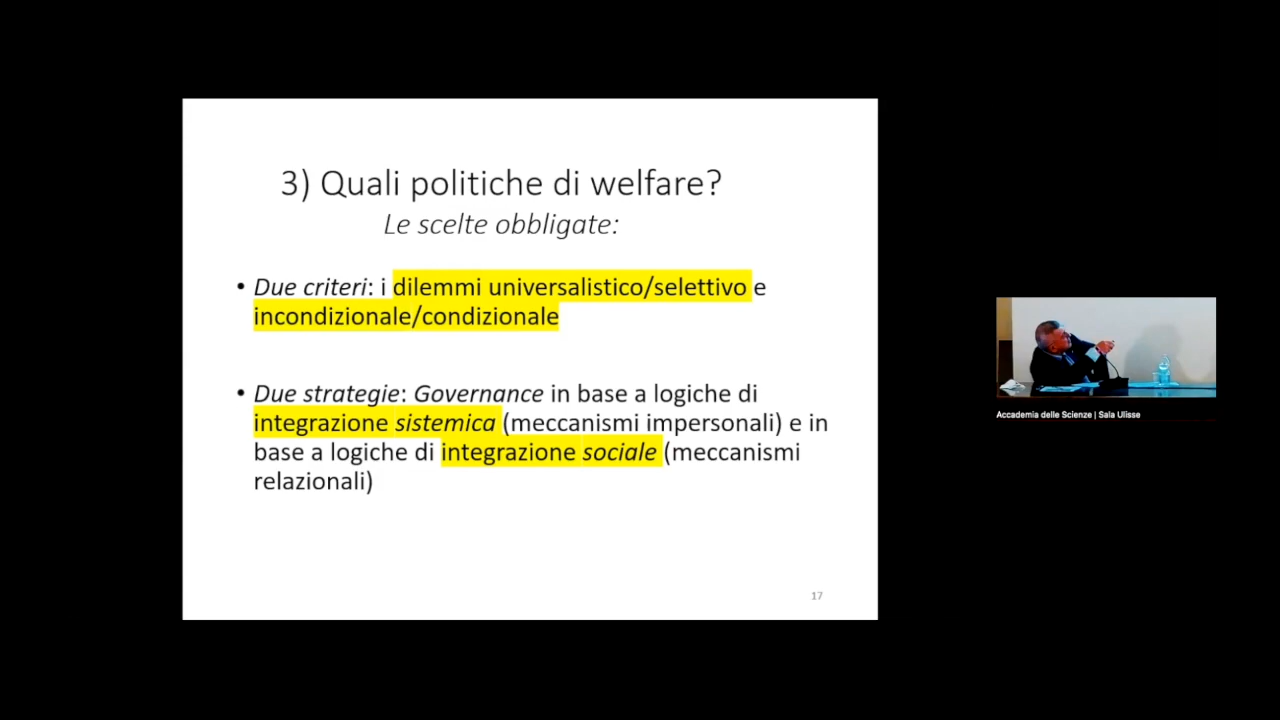 3) Quali politiche di welfare?
Le scelte obbligate:
• Due criteri: i dilemmi universalistico/selettivo e
incondizionale/condizionale
• Due strategie: Governance in base a logiche di
integrazione sistemica (meccanismi impersonali) e in
base a logiche di integrazione sociale (meccanismi
relazionali)
17
Accademia delle Scienze | Sala Ulisse